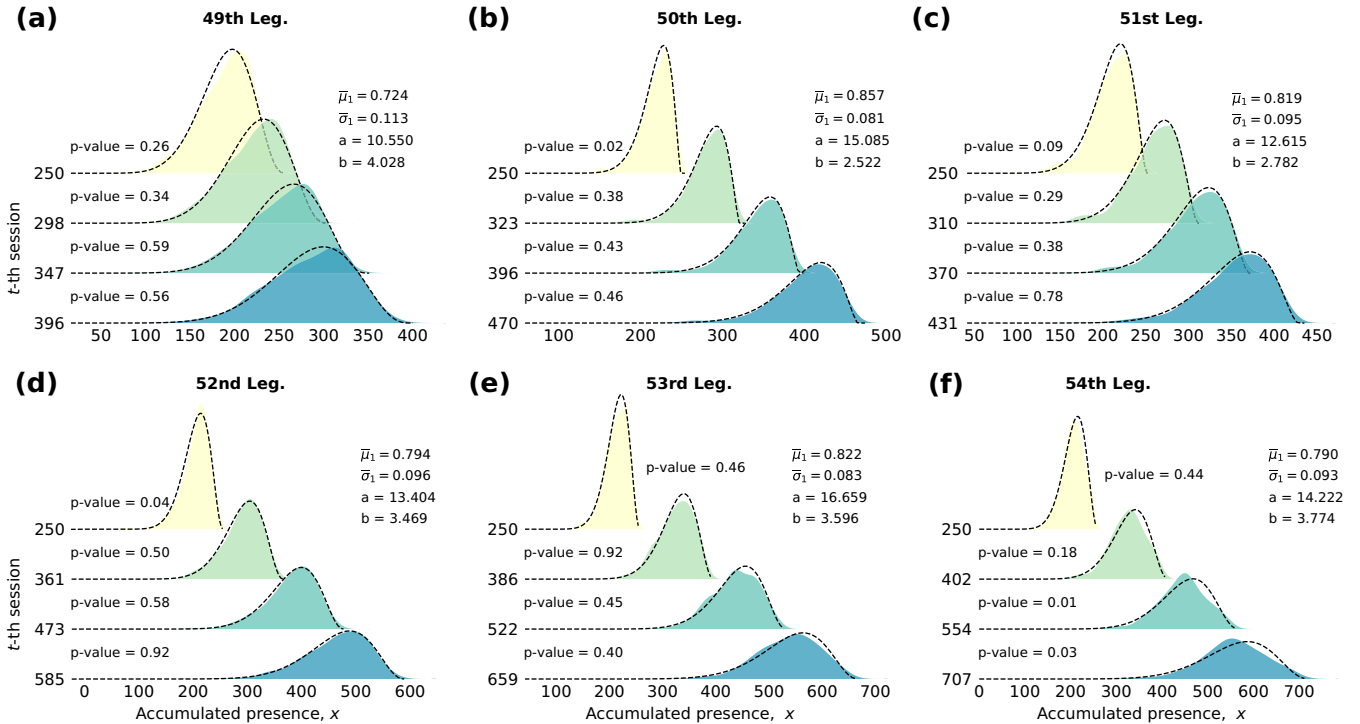 (a) 49th Leg.
μ̅₁ = 0.724
σ̅₁ = 0.113
a = 10.550
b = 4.028
p-value = 0.26
250
p-value = 0.34
298
p-value = 0.59
347
p-value = 0.56
396
t-th session
50 100 150 200 250 300 350 400
(b) 50th Leg.
μ̅₁ = 0.857
σ̅₁ = 0.081
a = 15.085
b = 2.522
p-value = 0.02
250
p-value = 0.38
323
p-value = 0.43
396
p-value = 0.46
470
100 200 300 400 500
(c) 51st Leg.
μ̅₁ = 0.819
σ̅₁ = 0.095
a = 12.615
b = 2.782
p-value = 0.09
250
p-value = 0.29
310
p-value = 0.38
370
p-value = 0.78
431
50 100 150 200 250 300 350 400 450
(d) 52nd Leg.
μ̅₁ = 0.794
σ̅₁ = 0.096
a = 13.404
b = 3.469
p-value = 0.04
250
p-value = 0.50
361
p-value = 0.58
473
p-value = 0.92
585
t-th session
0 100 200 300 400 500 600
Accumulated presence, x
(e) 53rd Leg.
μ̅₁ = 0.822
σ̅₁ = 0.083
a = 16.659
b = 3.596
p-value = 0.46
250
p-value = 0.92
386
p-value = 0.45
522
p-value = 0.40
659
100 200 300 400 500 600 700
Accumulated presence, x
(f) 54th Leg.
μ̅₁ = 0.790
σ̅₁ = 0.093
a = 14.222
b = 3.774
p-value = 0.44
250
p-value = 0.18
402
p-value = 0.01
554
p-value = 0.03
707
0 100 200 300 400 500 600 700
Accumulated presence, x